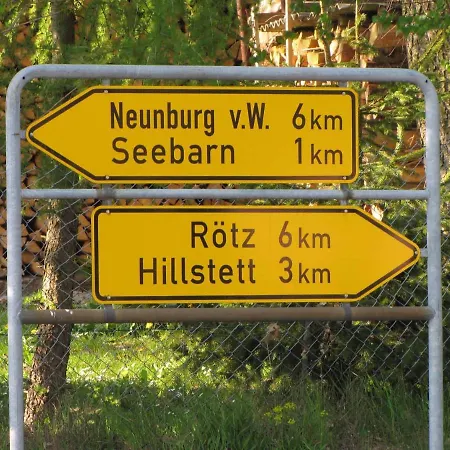 Neunburg v.W. 6 km
Seebarn 1 km
Rötz 6 km
Hillstett 3 km